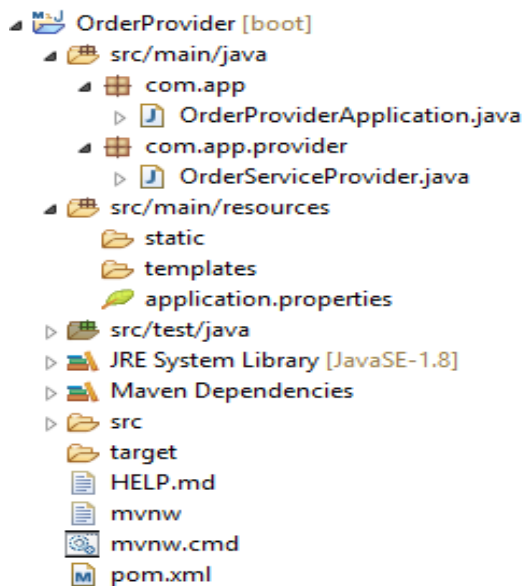 OrderProvider [boot]
src/main/java
com.app
OrderProviderApplication.java
com.app.provider
OrderServiceProvider.java
src/main/resources
static
templates
application.properties
src/test/java
JRE System Library [JavaSE-1.8]
Maven Dependencies
src
target
HELP.md
mvnw
mvnw.cmd
pom.xml